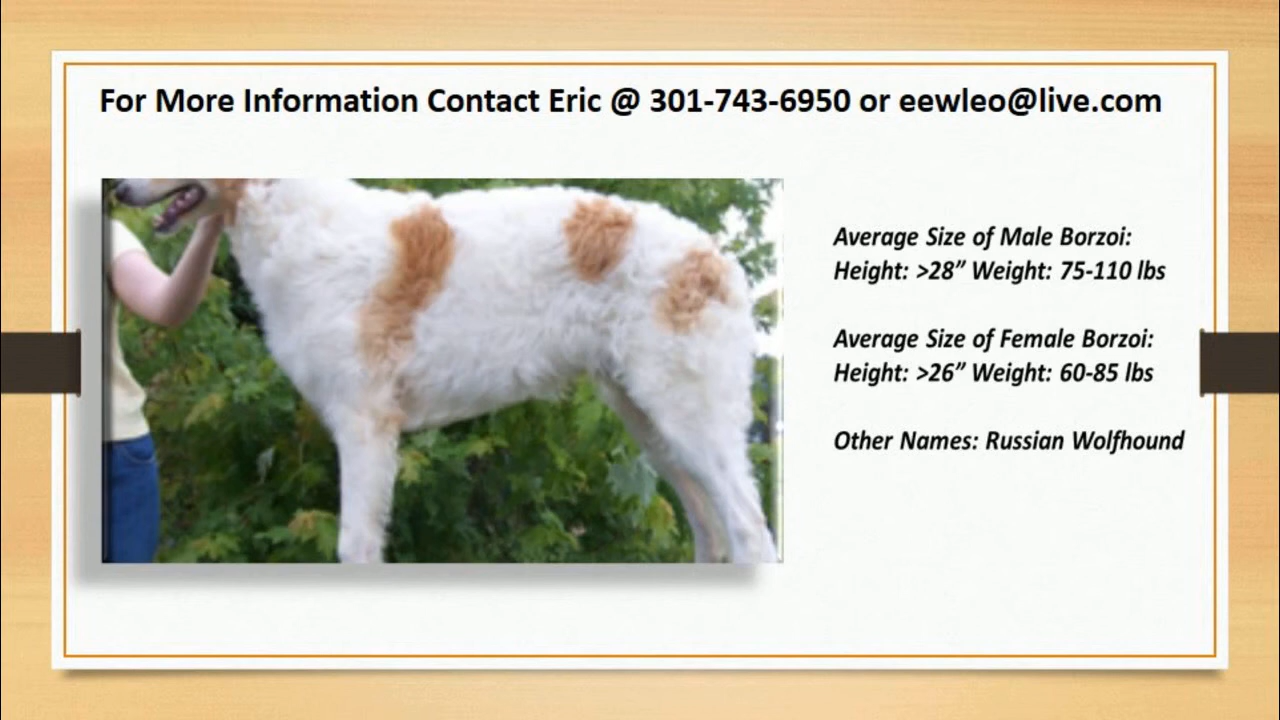 For More Information Contact Eric @ 301-743-6950 or eewleo@live.com
Average Size of Male Borzoi:
Height: >28” Weight: 75-110 lbs
Average Size of Female Borzoi:
Height: >26” Weight: 60-85 lbs
Other Names: Russian Wolfhound